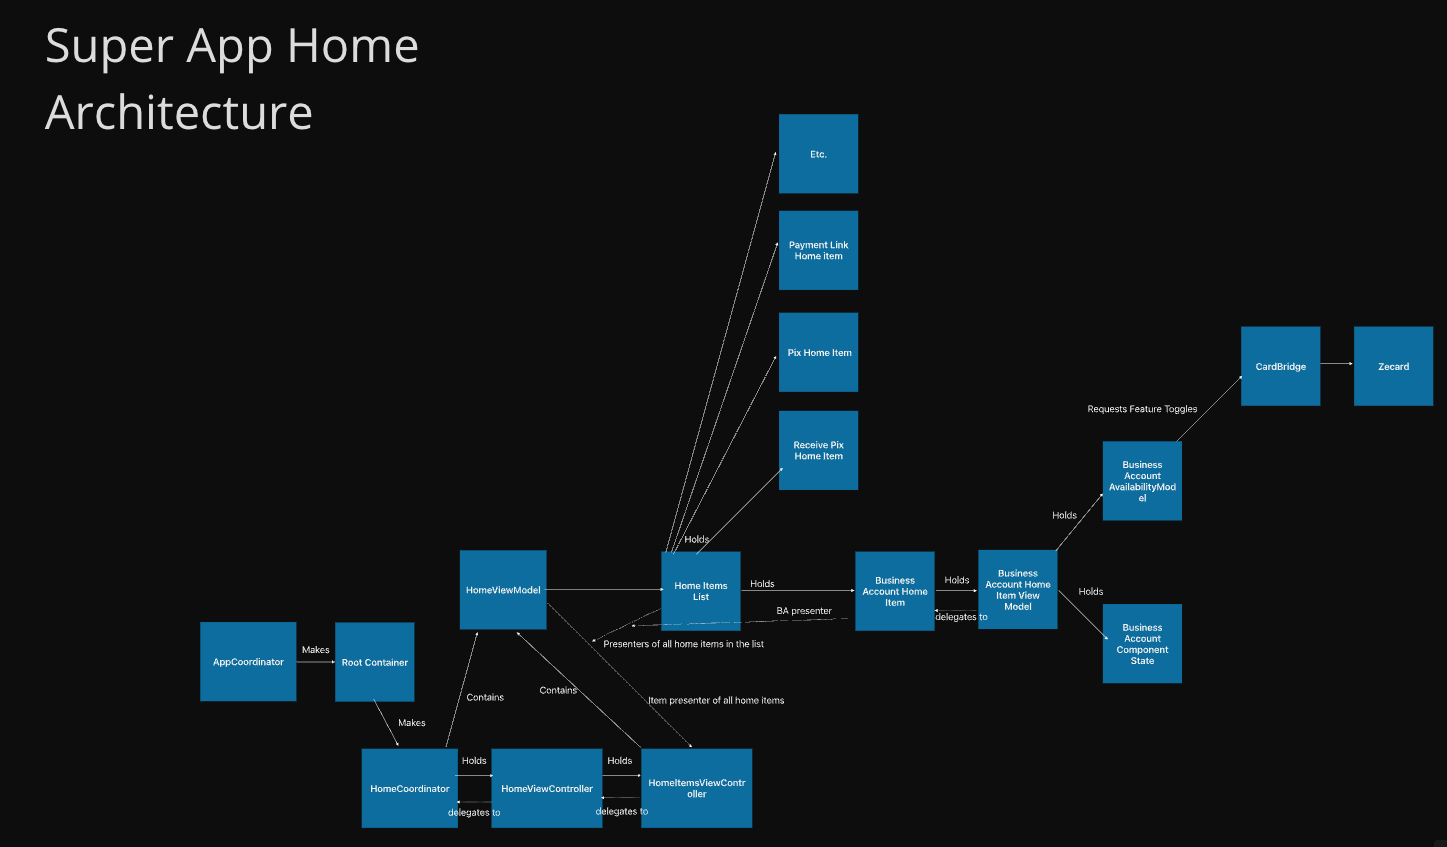 Super App Home
Architecture
Etc.
Payment Link
Home item
Pix Home Item
Receive Pix
Home Item
CardBridge
Zecard
Requests Feature Toggles
Business
Account
AvailabilityMod
el
Holds
Holds
HomeViewModel
Home Items
List
Holds
Business
Account Home
Item
Holds
Business
Account Home
Item View
Model
Holds
BA presenter
delegates to
Business
Account
Component
State
Presenters of all home items in the list
AppCoordinator
Makes
Root Container
Contains
Contains
Item presenter of all home items
Makes
HomeCoordinator
Holds
HomeViewController
Holds
HomeItemsViewContr
oller
delegates to
delegates to